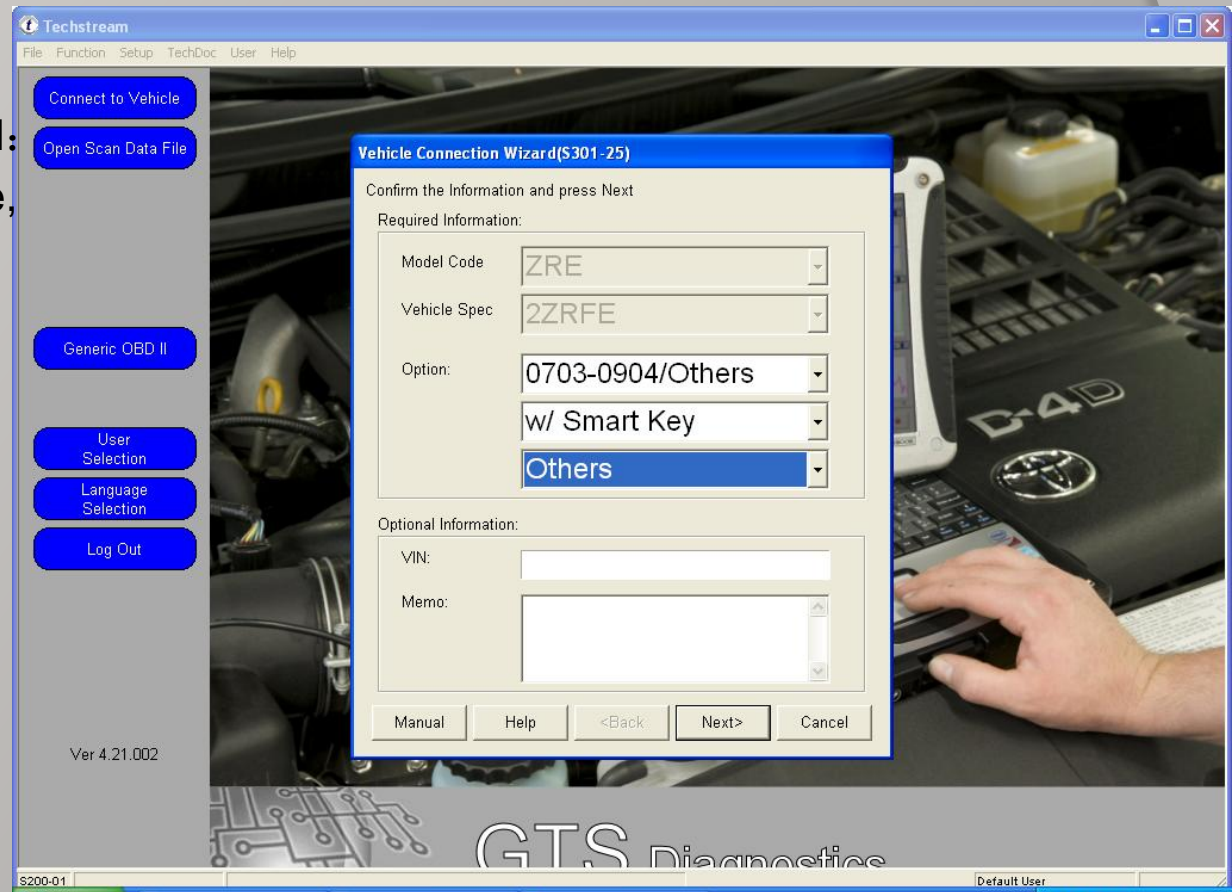 Techstream
File Function Setup TechDoc User Help
Connect to Vehicle
Open Scan Data File
Generic OBD II
User
Selection
Language
Selection
Log Out
Ver 4.21.002
Vehicle Connection Wizard(S301-25)
Confirm the Information and press Next
Required Information:
Model Code ZRE
Vehicle Spec 2ZRFE
Option: 0703-0904/Others
w/ Smart Key
Others
Optional Information:
VIN:
Memo:
Manual Help <Back Next> Cancel
D-4D
GTS Diagnostics
S200-01 Default User